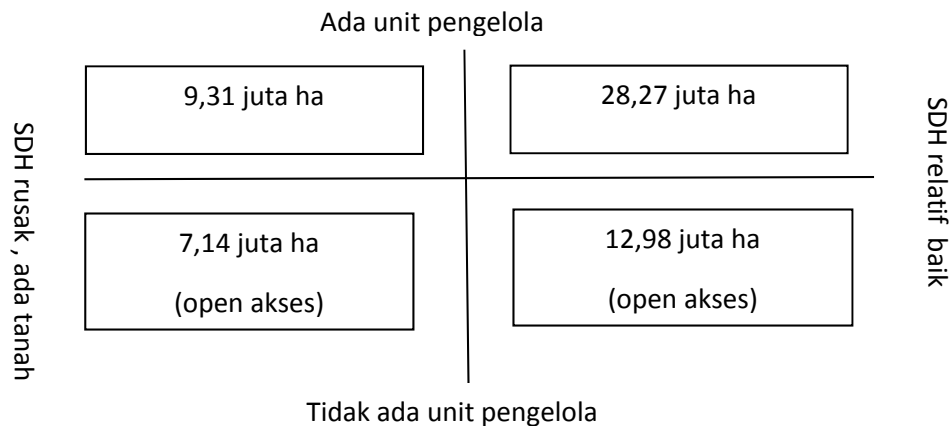 Ada unit pengelola
9,31 juta ha
28,27 juta ha
SDH rusak , ada tanah
SDH relatif baik
7,14 juta ha
(open akses)
12,98 juta ha
(open akses)
Tidak ada unit pengelola